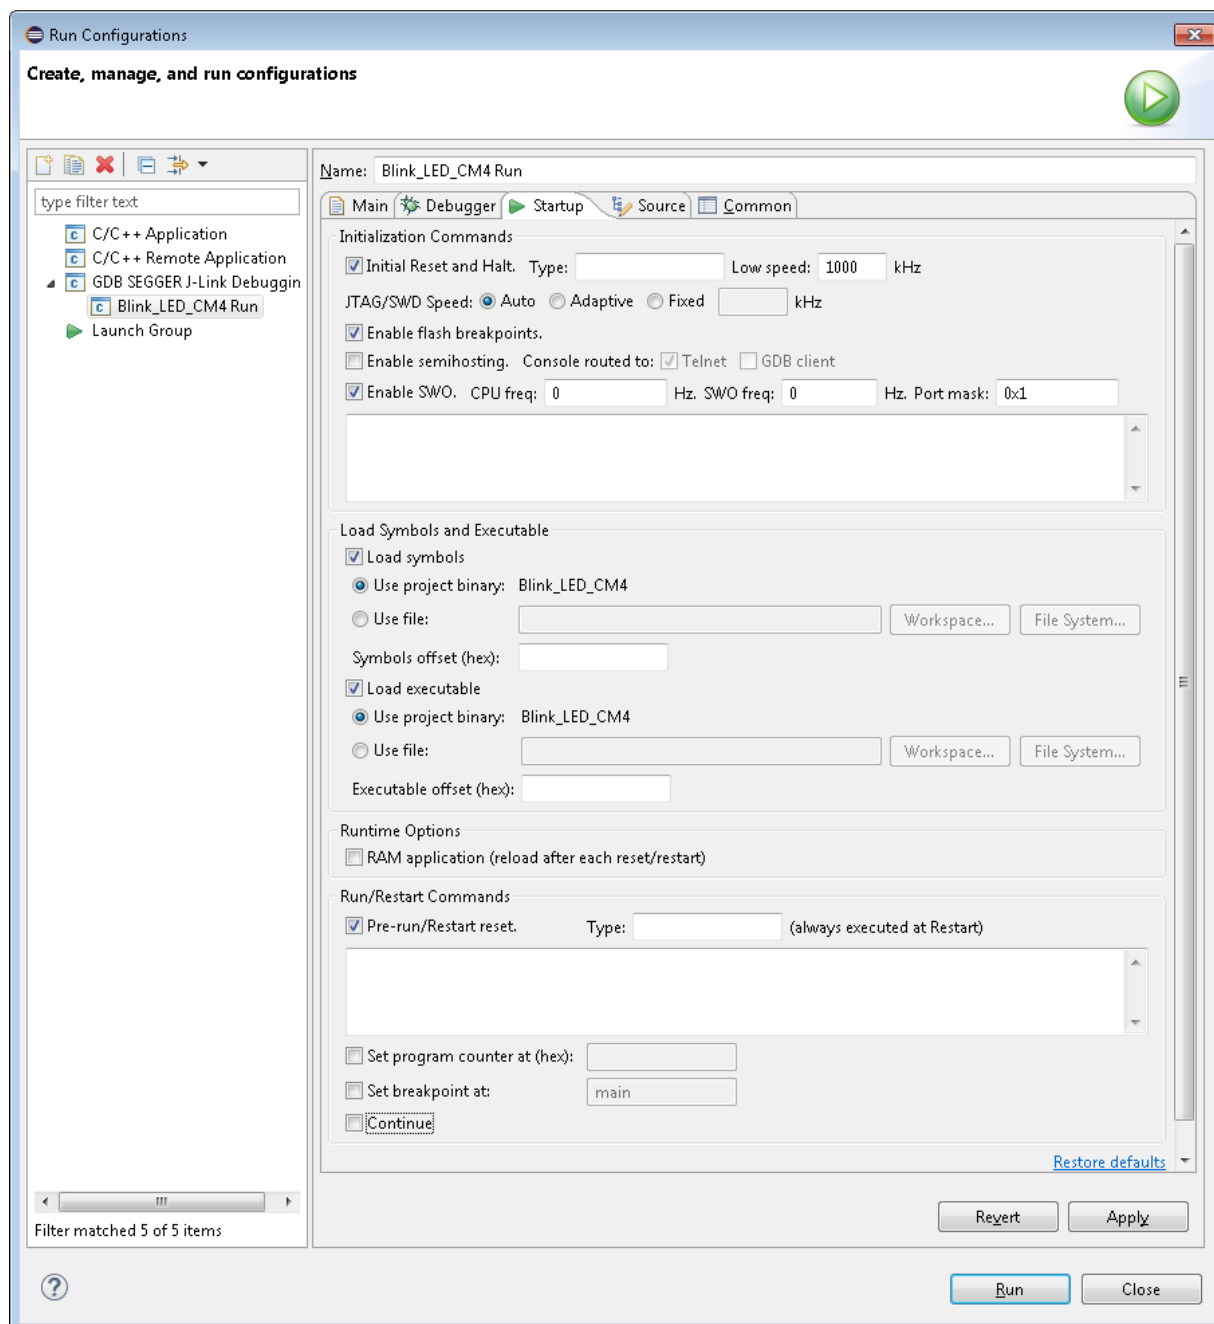 Run Configurations
Create, manage, and run configurations
type filter text
C/C++ Application
C/C++ Remote Application
GDB SEGGER J-Link Debuggin
Blink_LED_CM4 Run
Launch Group
Filter matched 5 of 5 items
Name: Blink_LED_CM4 Run
Main Debugger Startup Source Common
Initialization Commands
Initial Reset and Halt. Type: Low speed: 1000 kHz
JTAG/SWD Speed: Auto Adaptive Fixed kHz
Enable flash breakpoints.
Enable semihosting. Console routed to: Telnet GDB client
Enable SWO. CPU freq: 0 Hz. SWO freq: 0 Hz. Port mask: 0x1
Load Symbols and Executable
Load symbols
Use project binary: Blink_LED_CM4
Use file: Workspace... File System...
Symbols offset (hex):
Load executable
Use project binary: Blink_LED_CM4
Use file: Workspace... File System...
Executable offset (hex):
Runtime Options
RAM application (reload after each reset/restart)
Run/Restart Commands
Pre-run/Restart reset. Type: (always executed at Restart)
Set program counter at (hex):
Set breakpoint at: main
Continue
Restore defaults
Revert Apply
Run Close